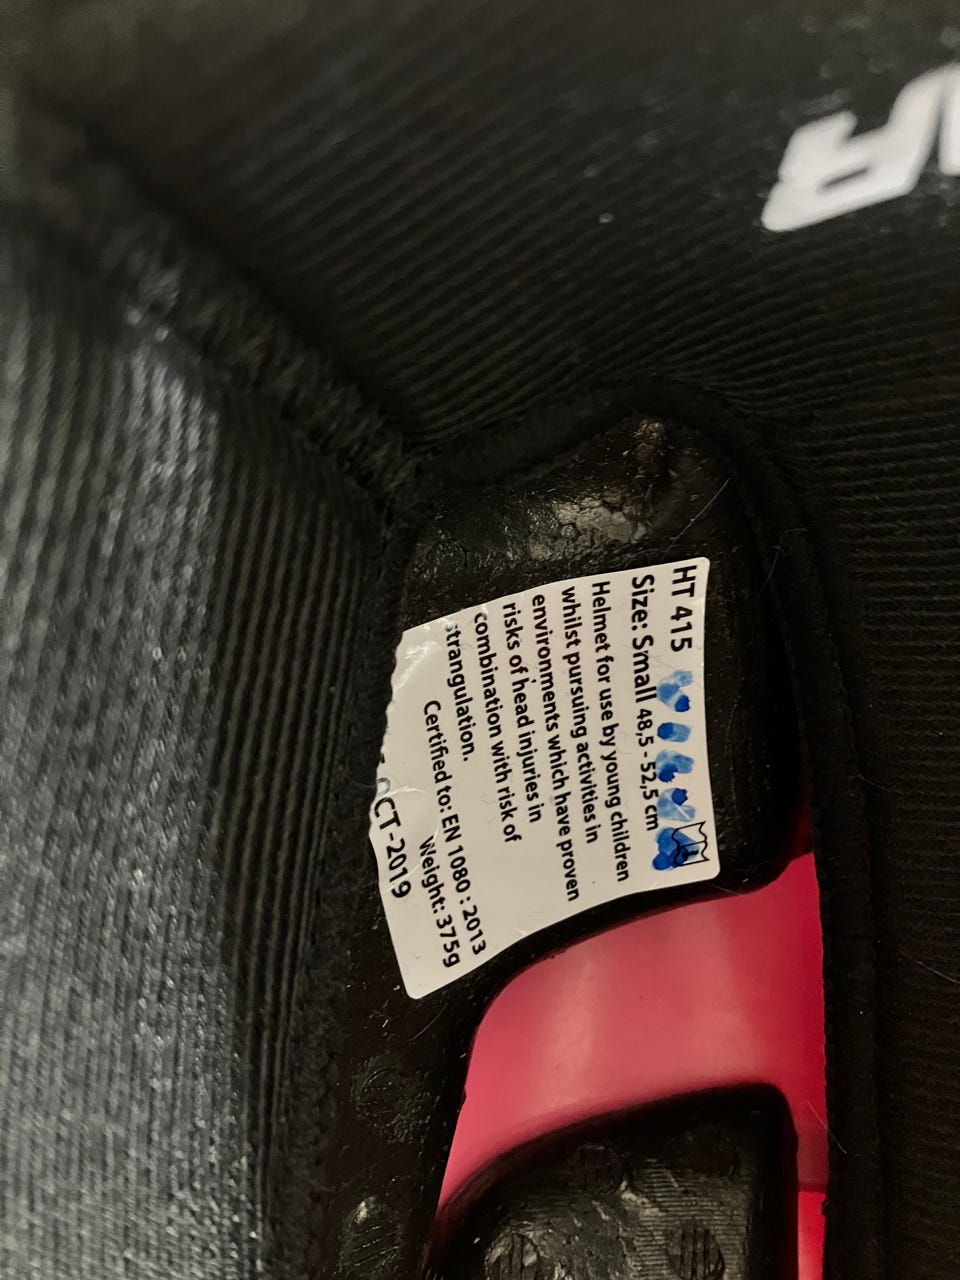 HT 415
Size: Small 48,5 - 52,5 cm
Helmet for use by young children
whilst pursuing activities in
environments which have proven
risks of head injuries in
combination with risk of
strangulation.
Certified to: EN 1080 : 2013
Weight: 375g
OCT-2019